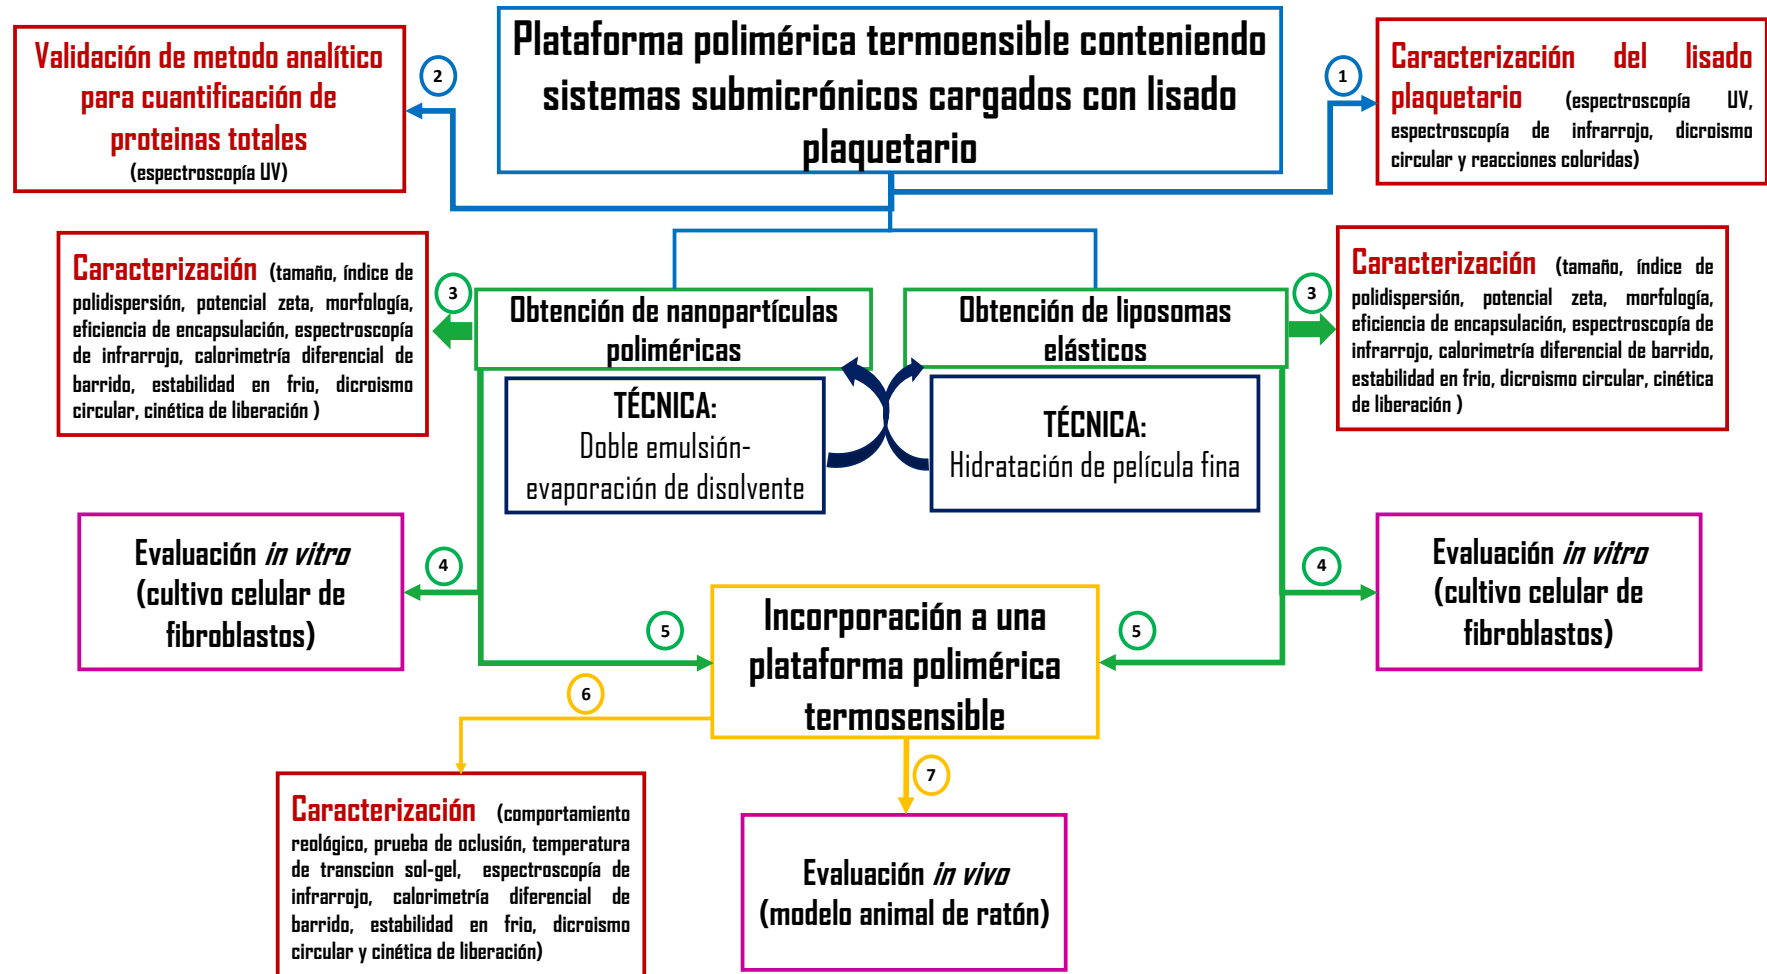 Plataforma polimérica termoensible conteniendo
sistemas submicrónicos cargados con lisado
plaquetario
Validación de metodo analítico
para cuantificación de
proteinas totales
(espectroscopía UV)
2
1
Caracterización del lisado
plaquetario (espectroscopía UV,
espectroscopía de infrarrojo, dicroismo
circular y reacciones coloridas)
Caracterización (tamaño, índice de
polidispersión, potencial zeta, morfología,
eficiencia de encapsulación, espectroscopía
de infrarrojo, calorimetría diferencial de
barrido, estabilidad en frio, dicroismo
circular, cinética de liberación )
3
Obtención de nanopartículas
poliméricas
Obtención de liposomas
elásticos
3
Caracterización (tamaño, índice de
polidispersión, potencial zeta, morfología,
eficiencia de encapsulación, espectroscopía de
infrarrojo, calorimetría diferencial de barrido,
estabilidad en frio, dicroismo circular, cinética
de liberación )
TÉCNICA:
Doble emulsión-
evaporación de disolvente
TÉCNICA:
Hidratación de película fina
Evaluación in vitro
(cultivo celular de
fibroblastos)
4
4
Evaluación in vitro
(cultivo celular de
fibroblastos)
5
Incorporación a una
plataforma polimérica
termosensible
5
6
7
Caracterización (comportamiento
reológico, prueba de oclusión, temperatura
de transcion sol-gel, espectroscopía de
infrarrojo, calorimetría diferencial de
barrido, estabilidad en frio, dicroismo
circular y cinética de liberación)
Evaluación in vivo
(modelo animal de ratón)